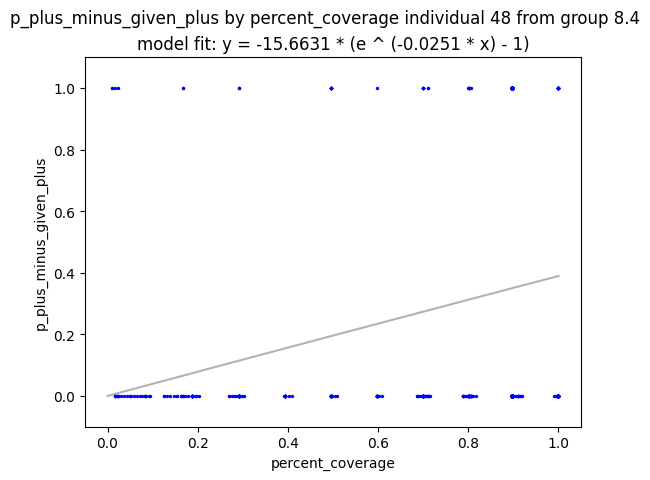 p_plus_minus_given_plus by percent_coverage individual 48 from group 8.4
model fit: y = -15.6631 * (e ^ (-0.0251 * x) - 1)
1.0
0.8
0.6
0.4
0.2
0.0
p_plus_minus_given_plus
0.0 0.2 0.4 0.6 0.8 1.0
percent_coverage